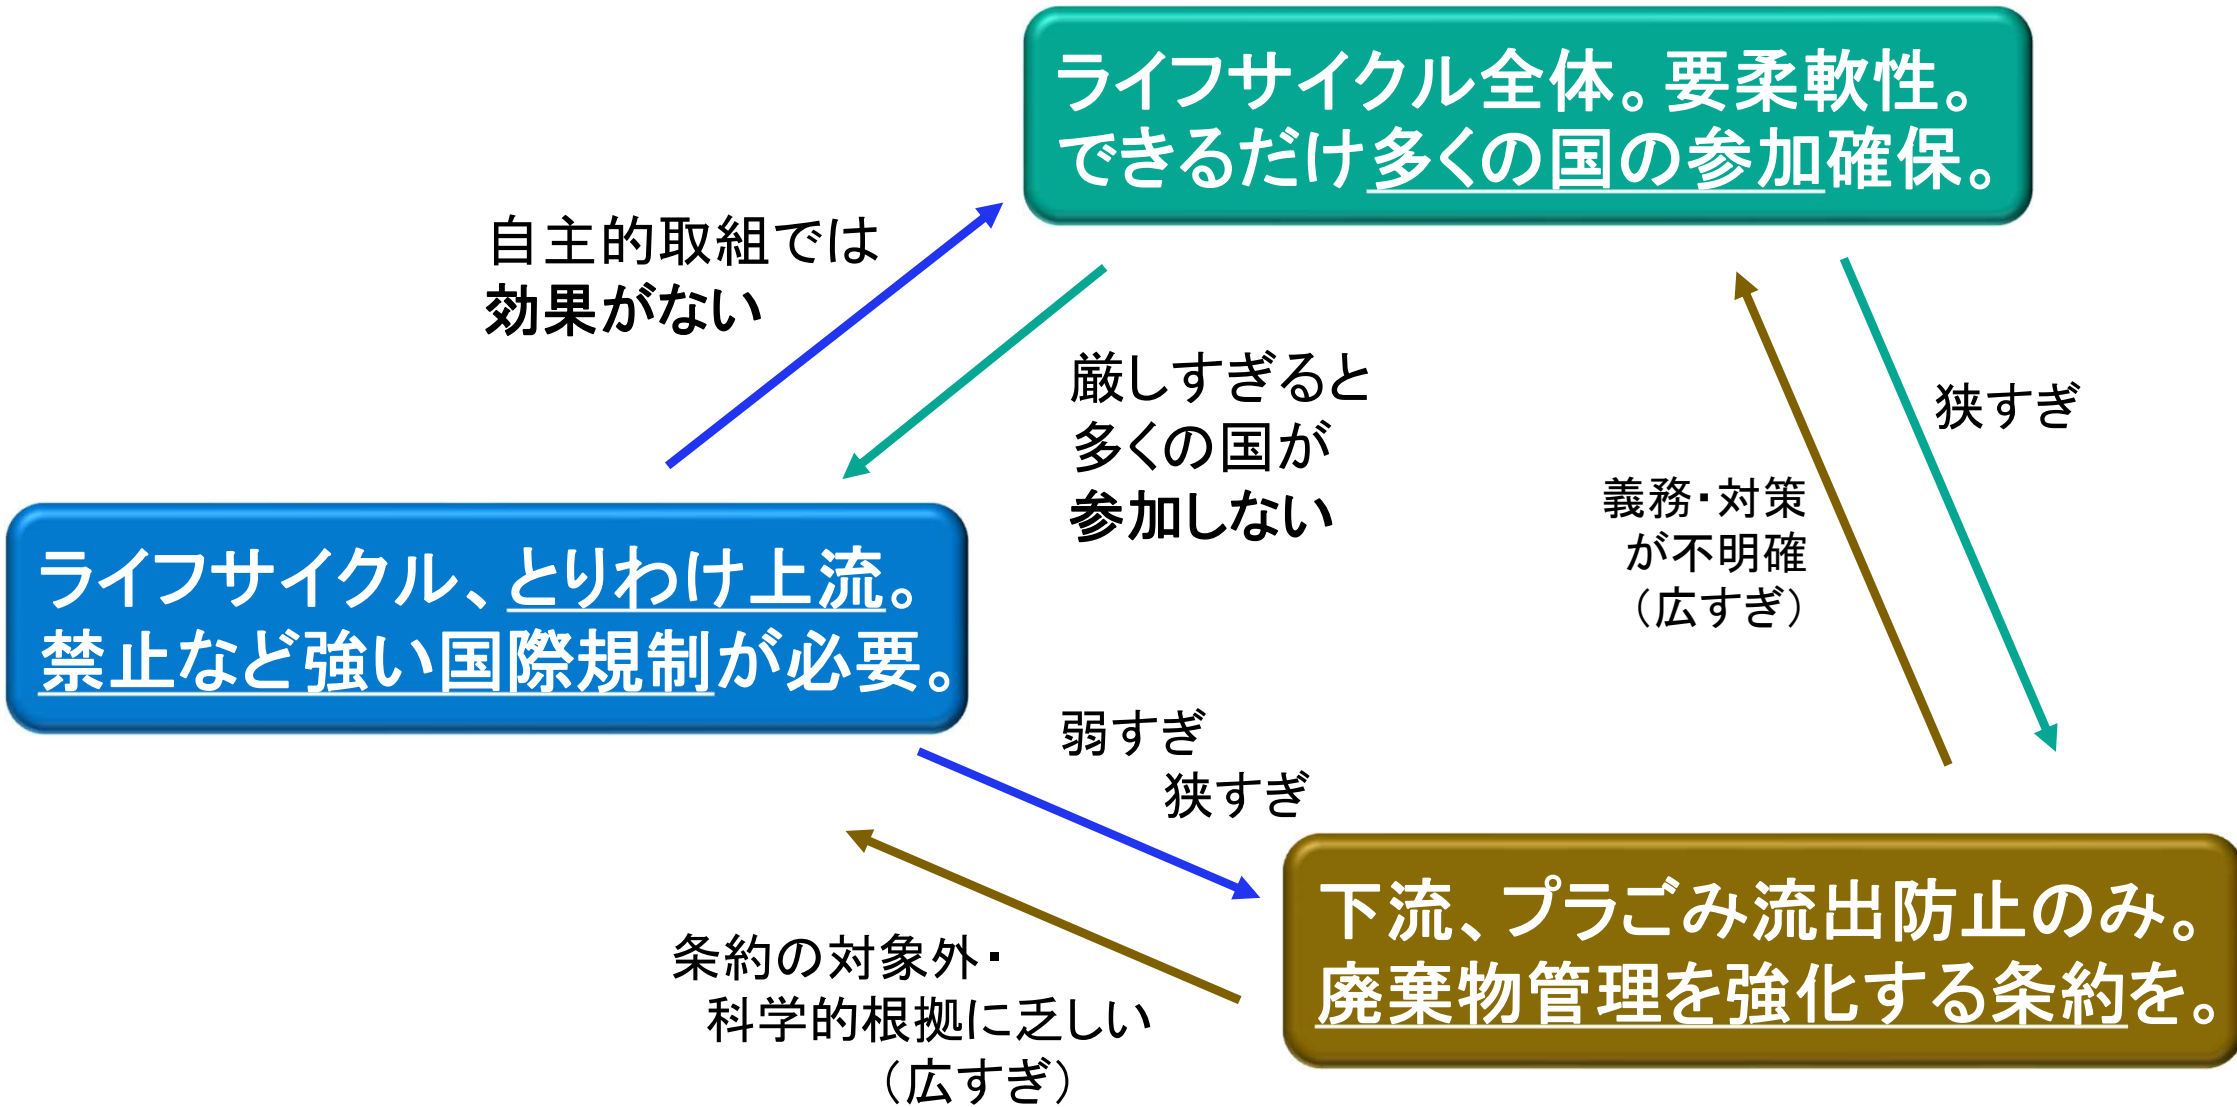 ライフサイクル全体。要柔軟性。
できるだけ多くの国の参加確保。
自主的取組では
効果がない
厳しすぎると
多くの国が
参加しない
狭すぎ
義務・対策
が不明確
（広すぎ）
ライフサイクル、とりわけ上流。
禁止など強い国際規制が必要。
弱すぎ
狭すぎ
条約の対象外・
科学的根拠に乏しい
（広すぎ）
下流、プラごみ流出防止のみ。
廃棄物管理を強化する条約を。